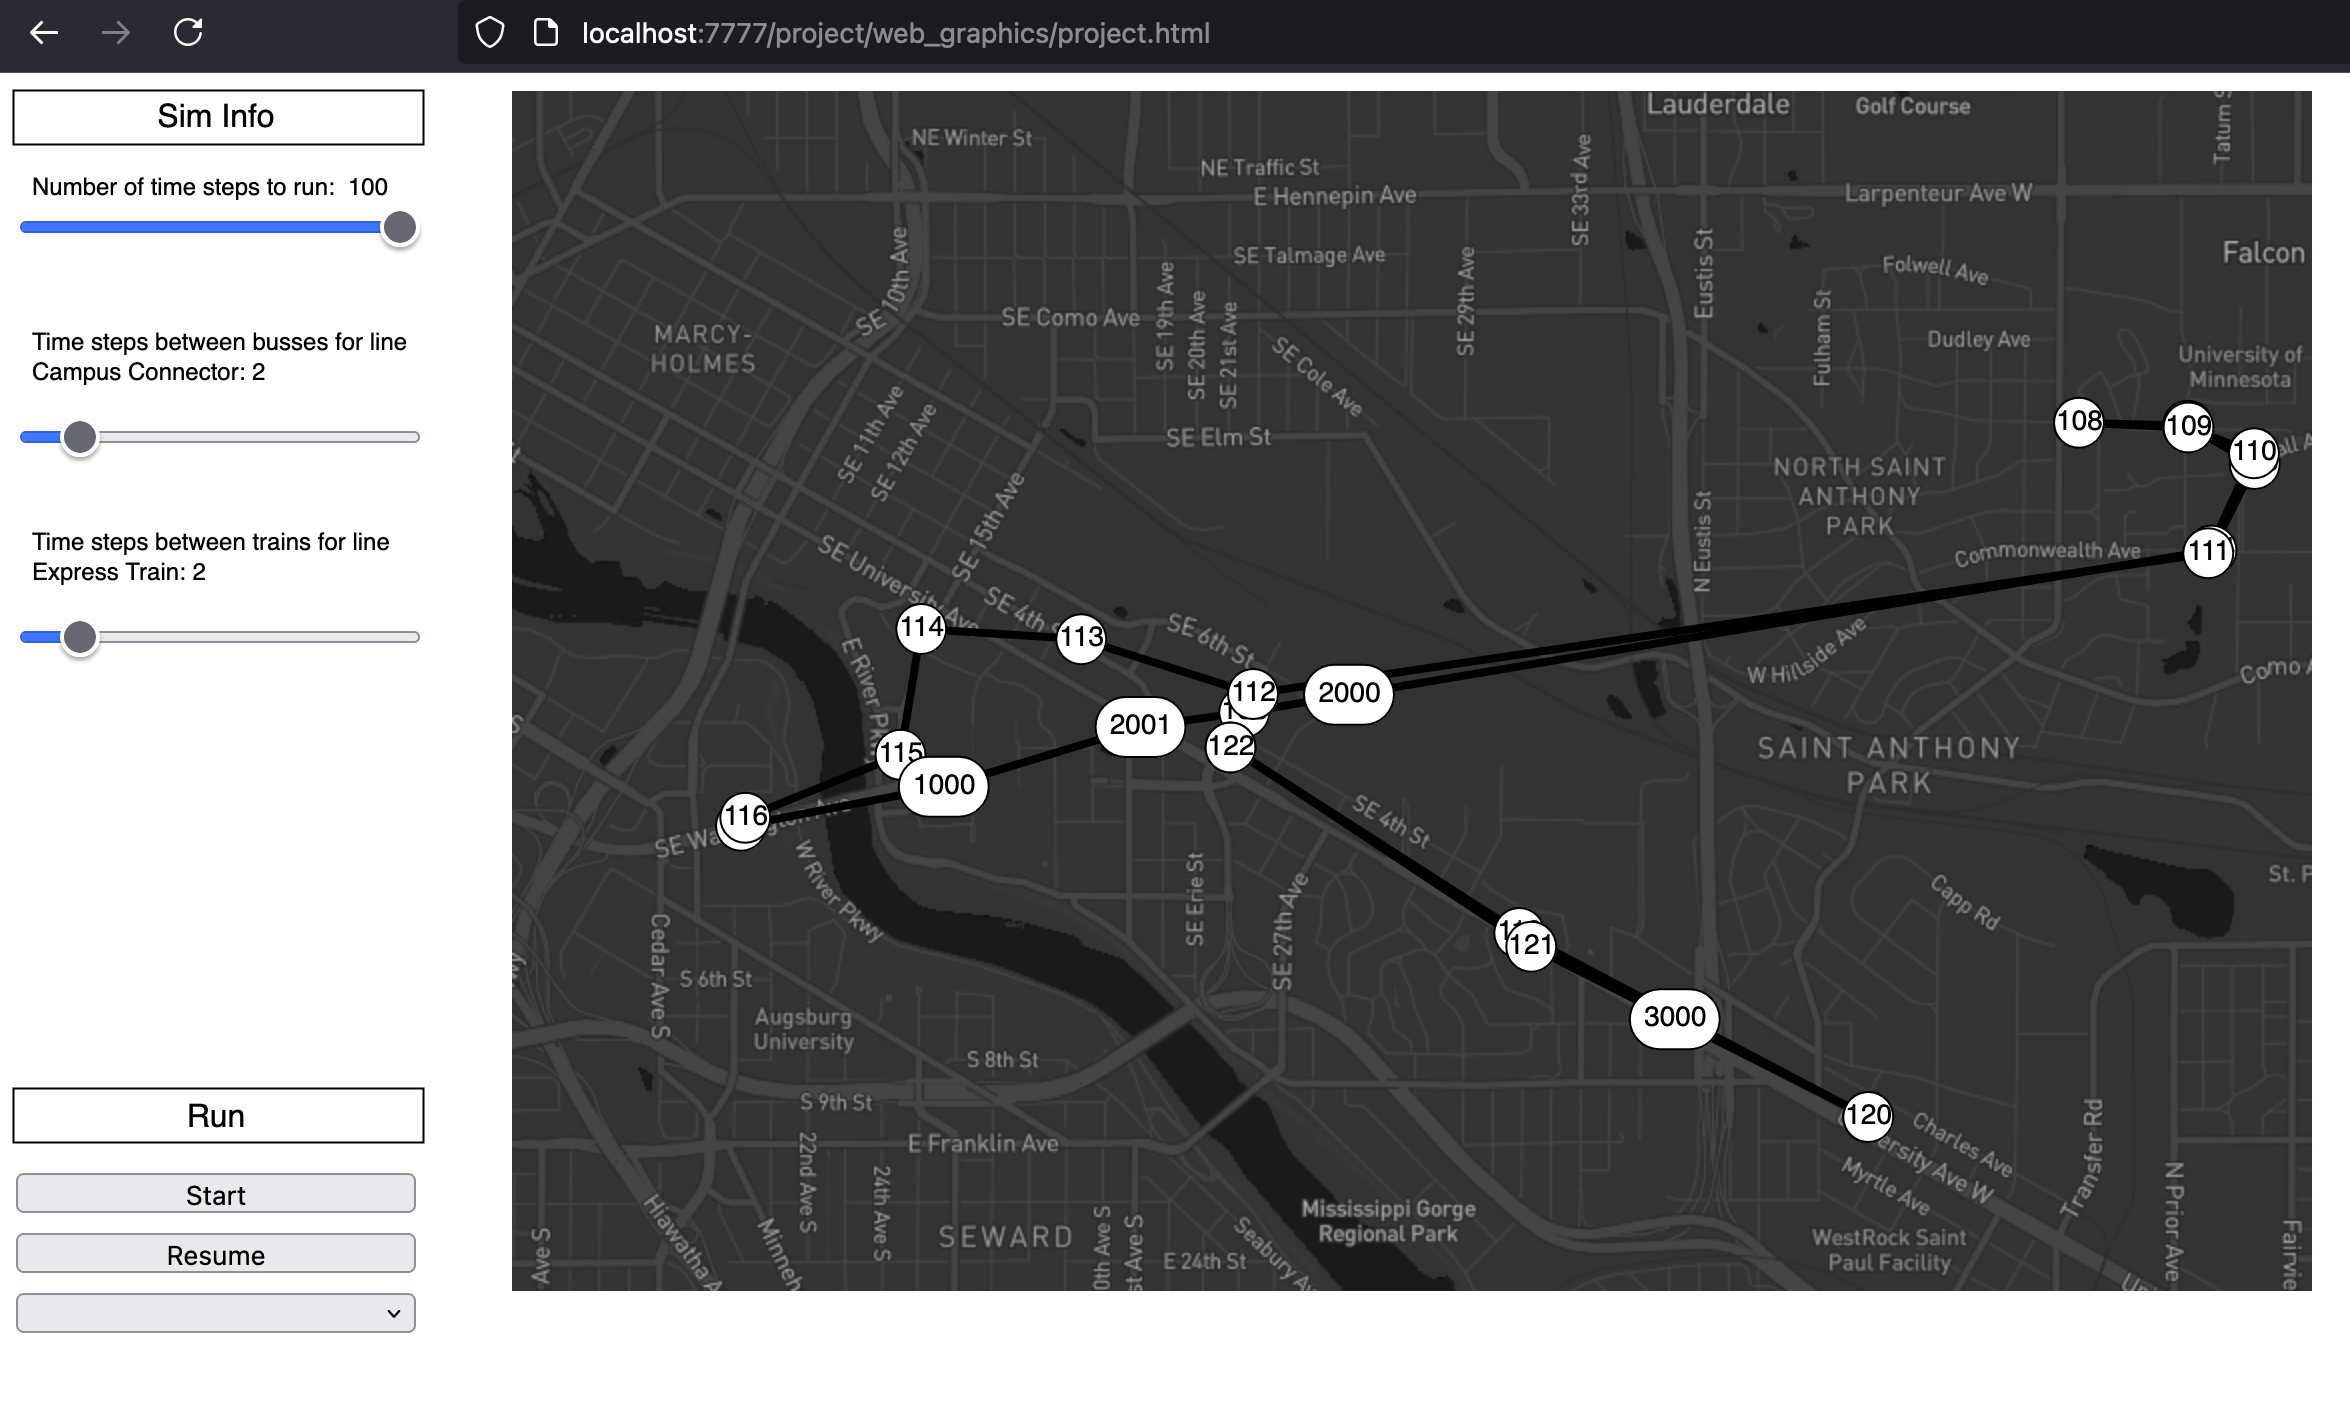 localhost:7777/project/web_graphics/project.html
Sim Info
Number of time steps to run: 100
Time steps between busses for line
Campus Connector: 2
Time steps between trains for line
Express Train: 2
Run
Start
Resume
Lauderdale
Golf Course
NE Winter St
NE Traffic St
E Hennepin Ave
SE 33rd Ave
Larpenteur Ave W
SE Talmage Ave
SE 10th Ave
Eustis St
Falcon
Folwell Ave
SE 19th Ave
SE 20th Ave
SE 21st Ave
SE 29th Ave
Fulham St
SE Como Ave
MARCY-
HOLMES
SE Cole Ave
Dudley Ave
University of
Minnesota
SE 11th Ave
SE 12th Ave
SE Elm St
108
109
110
NORTH SAINT
ANTHONY
PARK
SE 15th Ave
N Eustis St
Commonwealth Ave
111
SE University Ave
SE 4th
SE 6th St
114
113
E River
W Hillside Ave
Como
112
2000
2001
122
115
1000
SAINT ANTHONY
PARK
116
SE
W River Pkwy
SE 4th St
SE Erie St
SE 27th Ave
Capp Rd
St.
Cedar Ave S
121
S 6th St
Augsburg
University
3000
S 8th St
S 9th St
120
E Franklin Ave
22nd Ave S
24th Ave S
Charles Ave
Ave W
Myrtle Ave
Transfer Rd
N Prior Ave
Hiawatha
Mississippi Gorge
Regional Park
SEWARD
Seabury
E 24th St
Ave S
Ave S
Ave S
WestRock Saint
Paul Facility